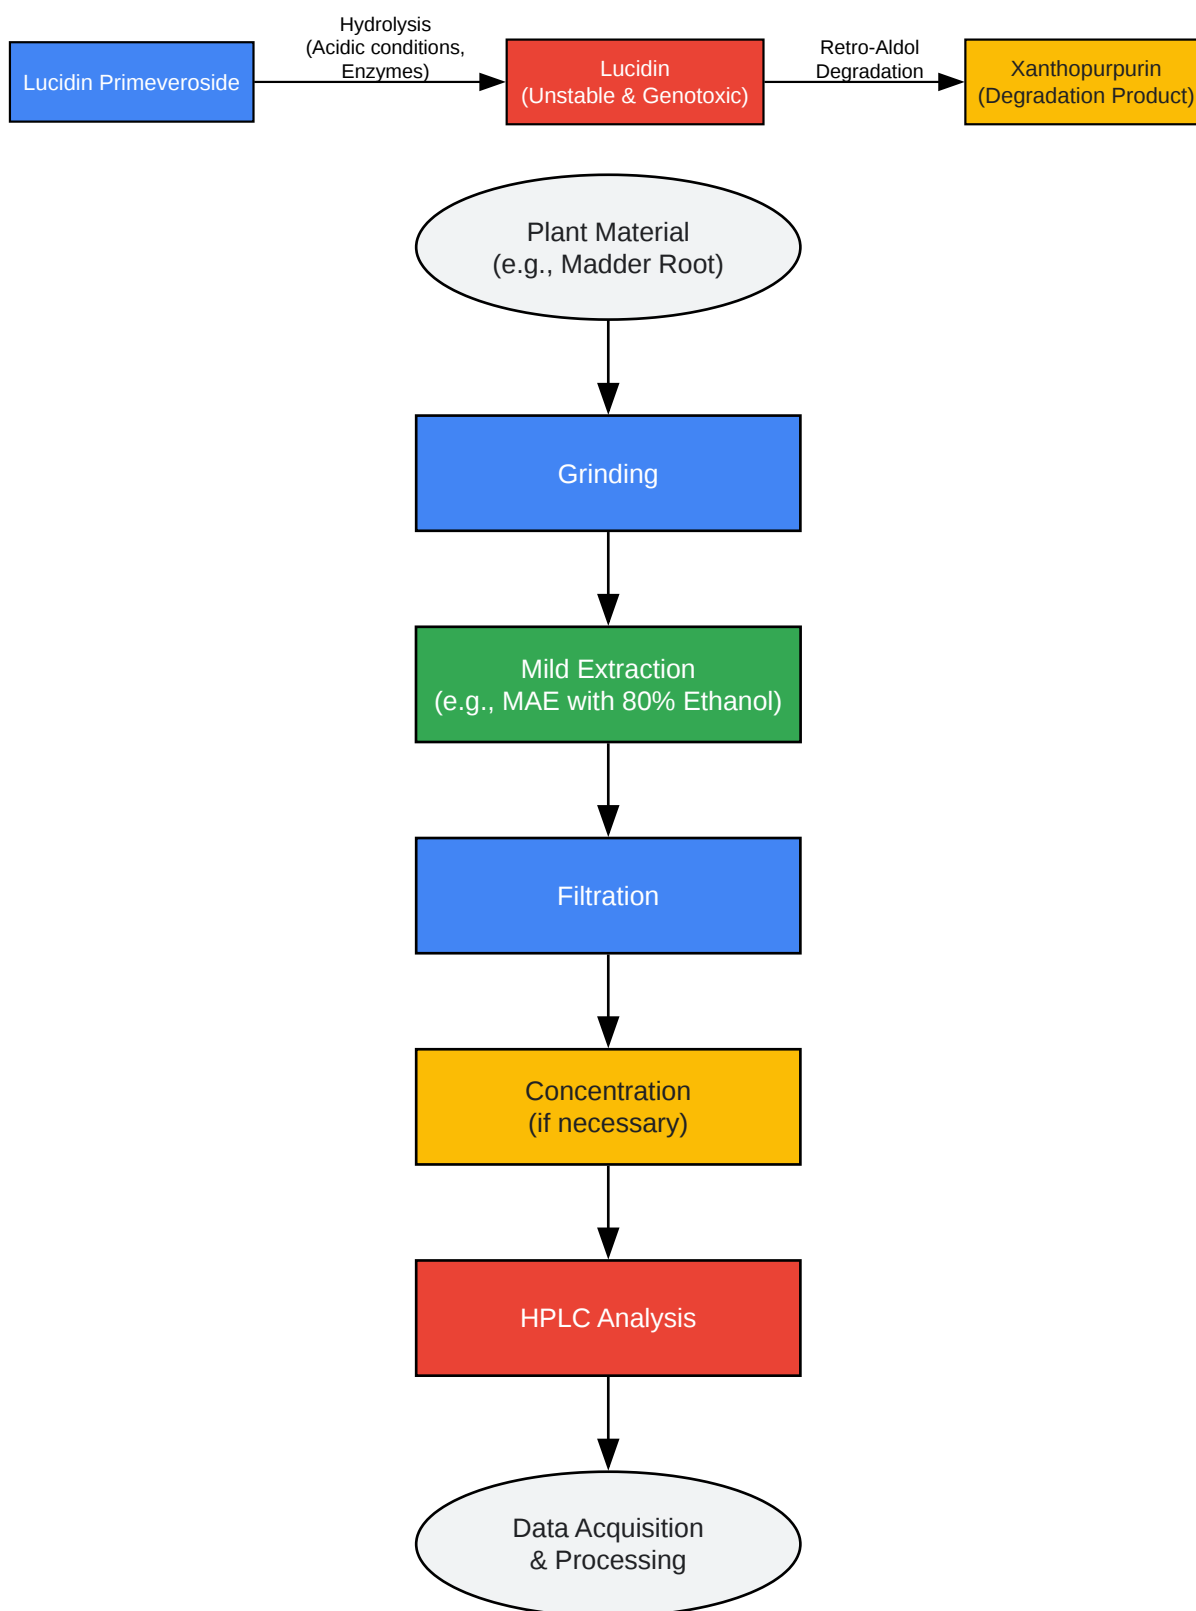 Lucidin Primeveroside
Hydrolysis
(Acidic conditions,
Enzymes)
Lucidin
(Unstable & Genotoxic)
Retro-Aldol
Degradation
Xanthopurpurin
(Degradation Product)
Plant Material
(e.g., Madder Root)
Grinding
Mild Extraction
(e.g., MAE with 80% Ethanol)
Filtration
Concentration
(if necessary)
HPLC Analysis
Data Acquisition
& Processing